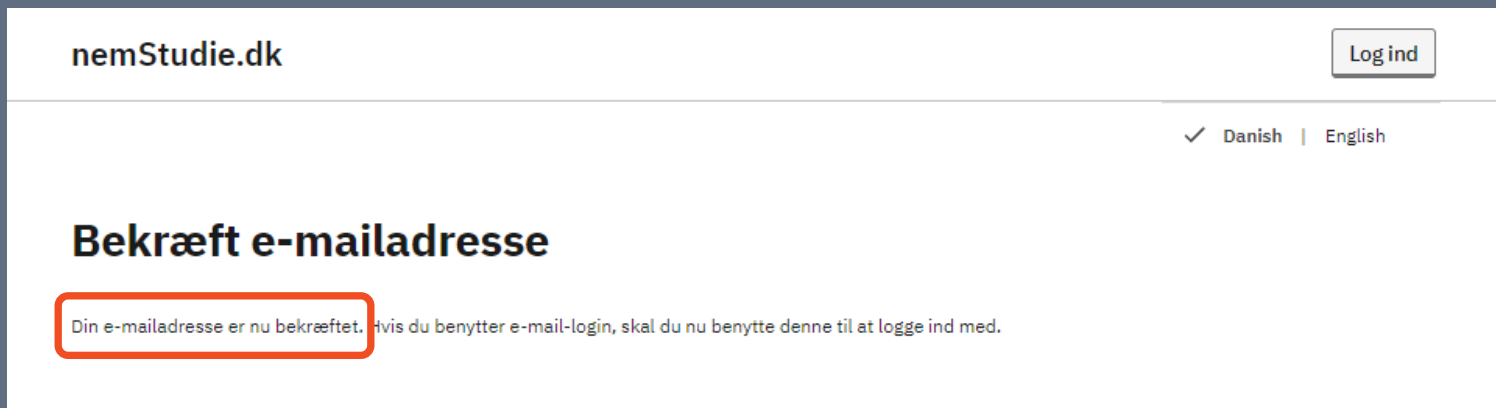 nemStudie.dk
Log ind
Danish | English
Bekræft e-mailadresse
Din e-mailadresse er nu bekræftet. Hvis du benytter e-mail-login, skal du nu benytte denne til at logge ind med.